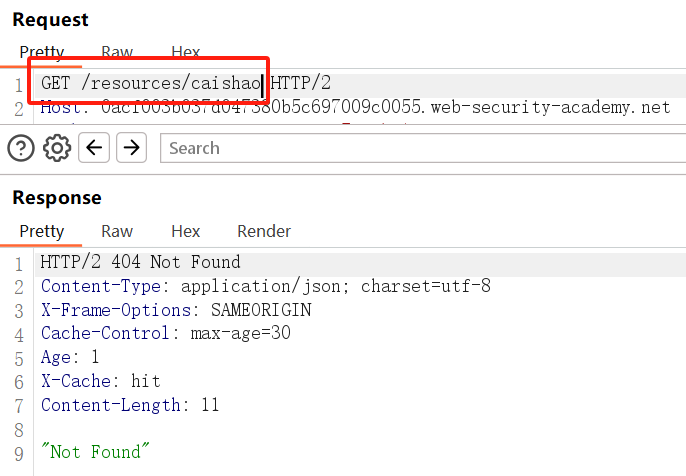 Request
Pretty Raw Hex
1 GET /resources/caishao HTTP/2
2 Host: 0acf003b037d047380b5c697009c0055.web-security-academy.net
Search
Response
Pretty Raw Hex Render
1 HTTP/2 404 Not Found
2 Content-Type: application/json; charset=utf-8
3 X-Frame-Options: SAMEORIGIN
4 Cache-Control: max-age=30
5 Age: 1
6 X-Cache: hit
7 Content-Length: 11
8
9 "Not Found"